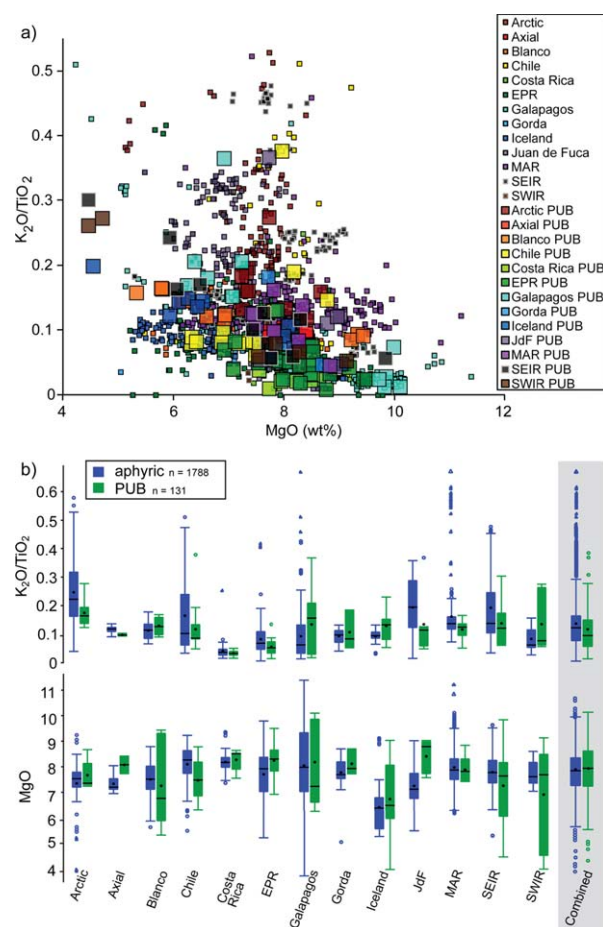 a)
0.5
0.4
0.3
0.2
0.1
0
K2O/TiO2
4
6
8
10
12
MgO (wt%)
Arctic
Axial
Blanco
Chile
Costa Rica
EPR
Galapagos
Gorda
Iceland
Juan de Fuca
MAR
SEIR
SWIR
Arctic PUB
Axial PUB
Blanco PUB
Chile PUB
Costa Rica PUB
EPR PUB
Galapagos PUB
Gorda PUB
Iceland PUB
JdF PUB
MAR PUB
SEIR PUB
SWIR PUB
b)
aphyric n = 1788
PUB n = 131
0.6
0.5
0.4
0.3
0.2
0.1
0
K2O/TiO2
11
10
9
8
7
6
5
4
MgO
Arctic
Axial
Blanco
Chile
Costa
Rica
EPR
Galapagos
Gorda
Iceland
JdF
MAR
SEIR
SWIR
Combined